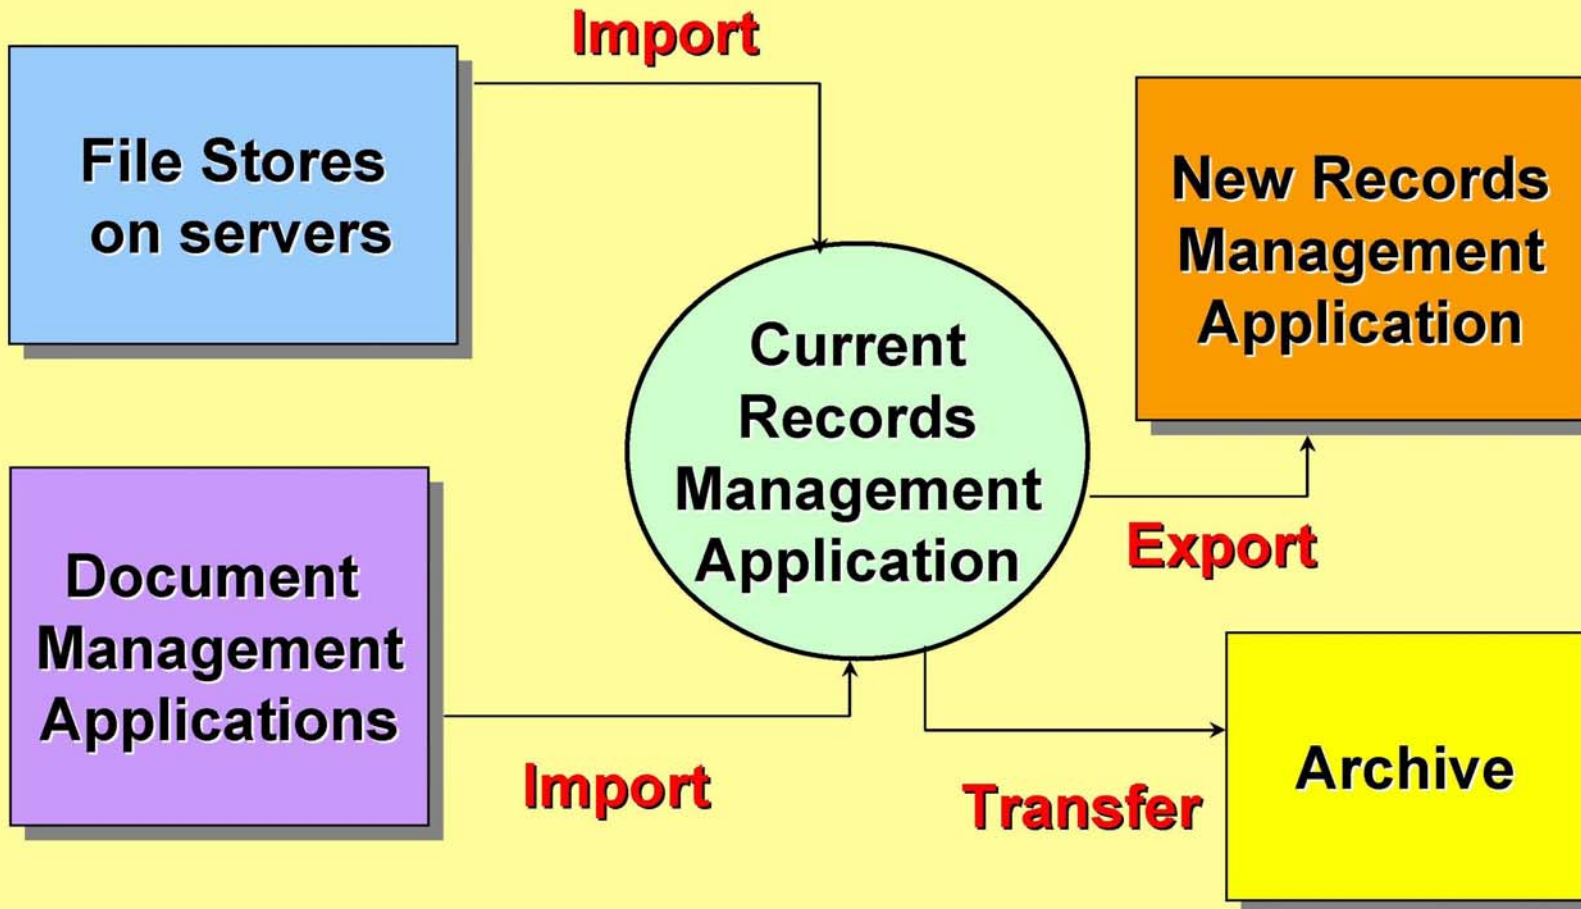 Import
File Stores
on servers
New Records
Management
Application
Current
Records
Management
Application
Export
Document
Management
Applications
Import
Transfer
Archive